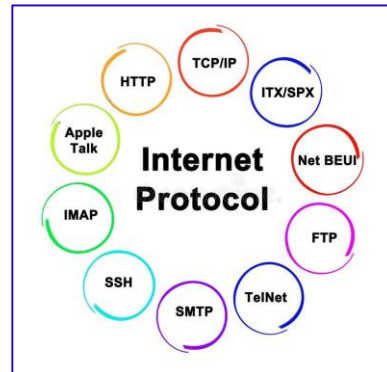 TCP/IP
ITX/SPX
Net BEUI
FTP
TelNet
SMTP
SSH
IMAP
Apple
Talk
HTTP
Internet
Protocol